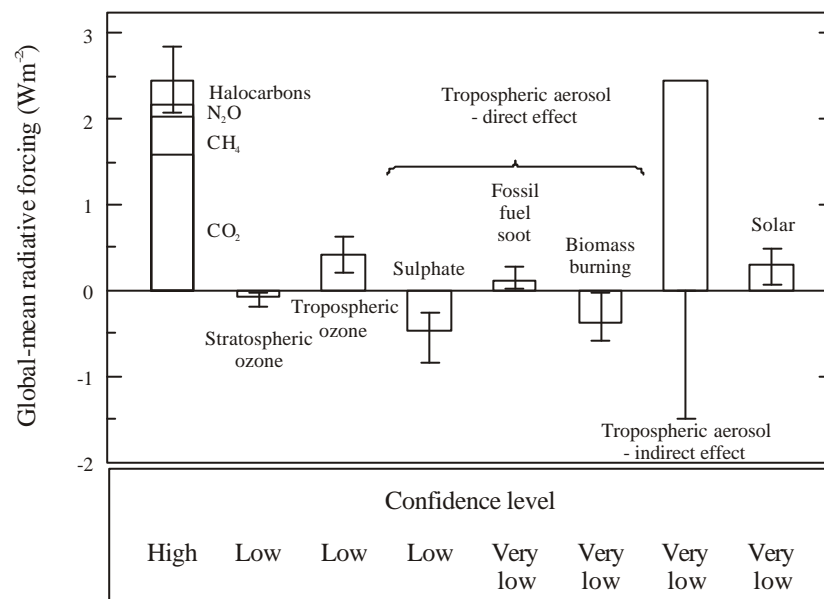 Global-mean radiative forcing (Wm⁻²)
3
2
1
0
-1
-2
Halocarbons
N₂O
CH₄
CO₂
Stratospheric
ozone
Tropospheric
ozone
Tropospheric aerosol
- direct effect
Sulphate
Fossil
fuel
soot
Biomass
burning
Tropospheric aerosol
- indirect effect
Solar
Confidence level
High Low Low Low Very Very Very Very
low low low low